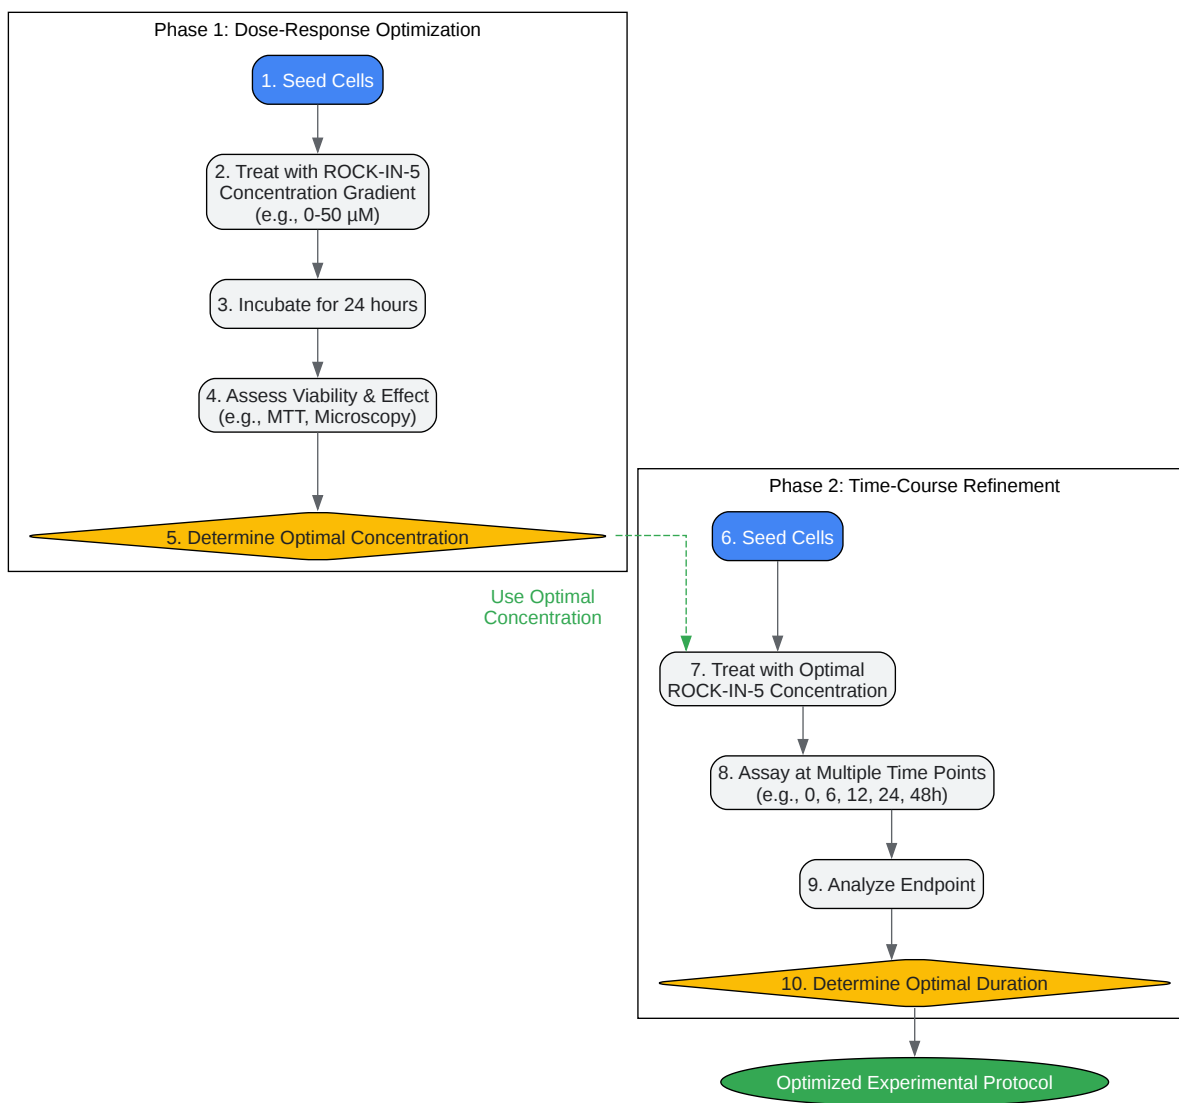 Phase 1: Dose-Response Optimization
1. Seed Cells
2. Treat with ROCK-IN-5
Concentration Gradient
(e.g., 0-50 µM)
3. Incubate for 24 hours
4. Assess Viability & Effect
(e.g., MTT, Microscopy)
5. Determine Optimal Concentration
Use Optimal
Concentration
Phase 2: Time-Course Refinement
6. Seed Cells
7. Treat with Optimal
ROCK-IN-5 Concentration
8. Assay at Multiple Time Points
(e.g., 0, 6, 12, 24, 48h)
9. Analyze Endpoint
10. Determine Optimal Duration
Optimized Experimental Protocol